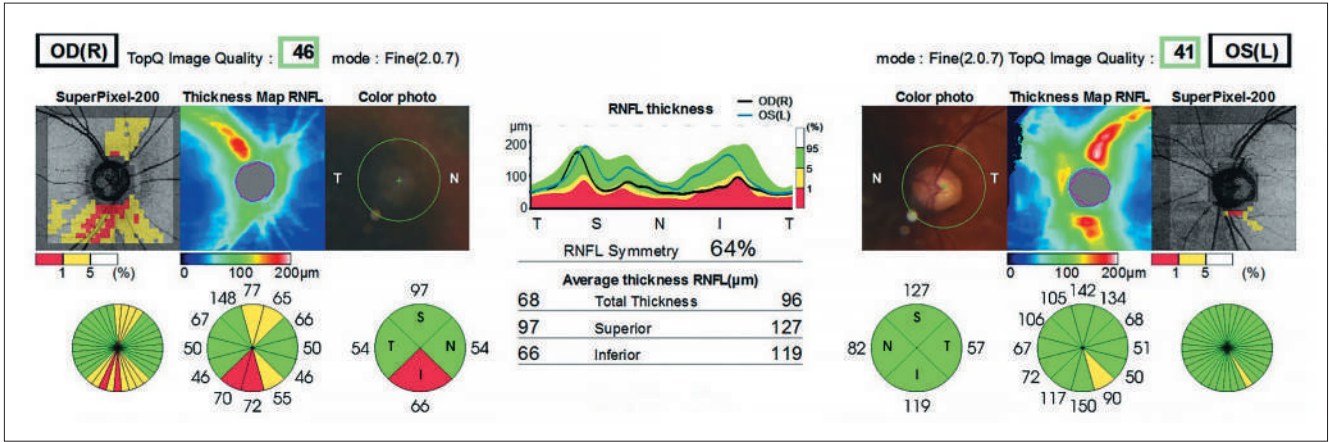 OD(R) TopQ Image Quality : 46 mode : Fine(2.0.7)
mode : Fine(2.0.7) TopQ Image Quality : 41 OS(L)
SuperPixel-200 Thickness Map RNFL Color photo
RNFL thickness
OD(R)
OS(L)
Color photo Thickness Map RNFL SuperPixel-200
µm
200
100
0
(%)
95
5
1
T S N I T
T N
N T
RNFL Symmetry 64%
Average thickness RNFL(µm)
68 Total Thickness 96
97 Superior 127
66 Inferior 119
1 5 (%)
0 100 200µm
0 100 200µm
1 5 (%)
77
148 65
67 66
50 50
46 46
70 55
72
97
S
54 T N 54
I
66
127
S
82 N T 57
I
119
142
105 134
106 68
67 51
72 50
117 90
150